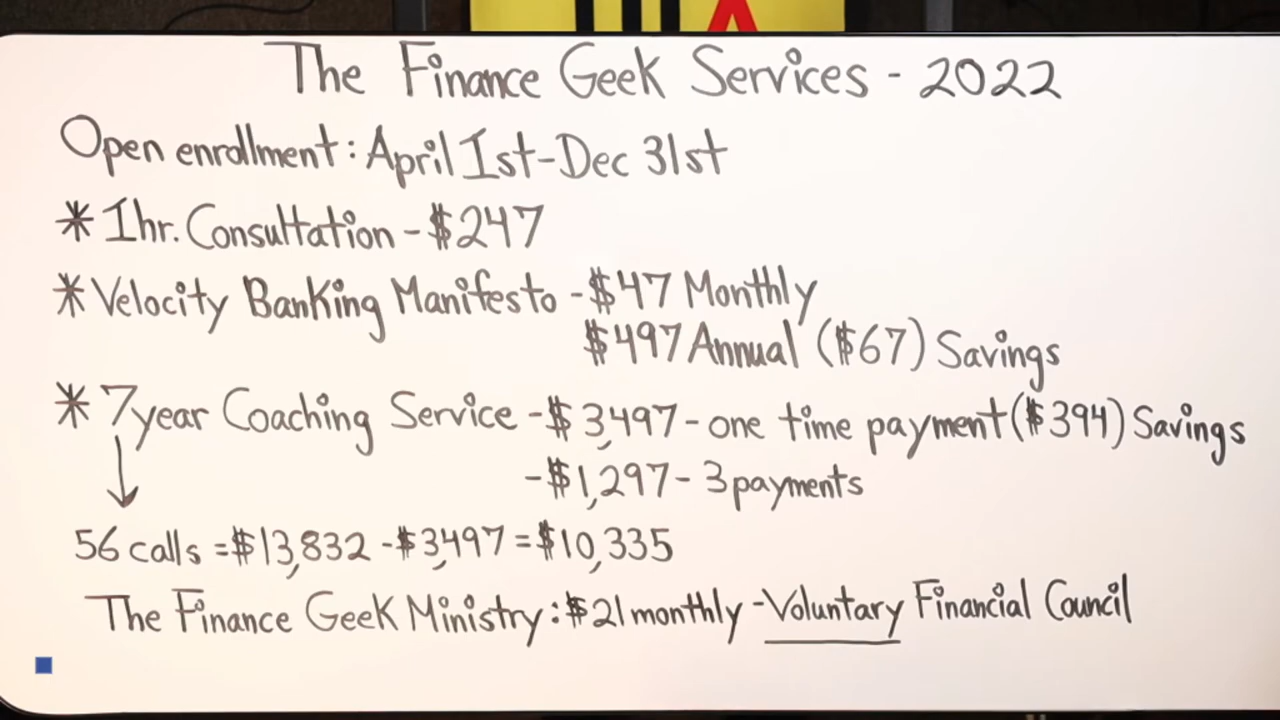 The Finance Geek Services - 2022
Open enrollment: April 1st-Dec 31st
* 1hr. Consultation - $247
* Velocity Banking Manifesto - $47 Monthly
$497 Annual ($67) Savings
* 7year Coaching Service - $3,497 - one time payment ($394) Savings
- $1,297 - 3 payments
56 calls = $13,832 - $3,497 = $10,335
The Finance Geek Ministry: $21 monthly - Voluntary Financial Council